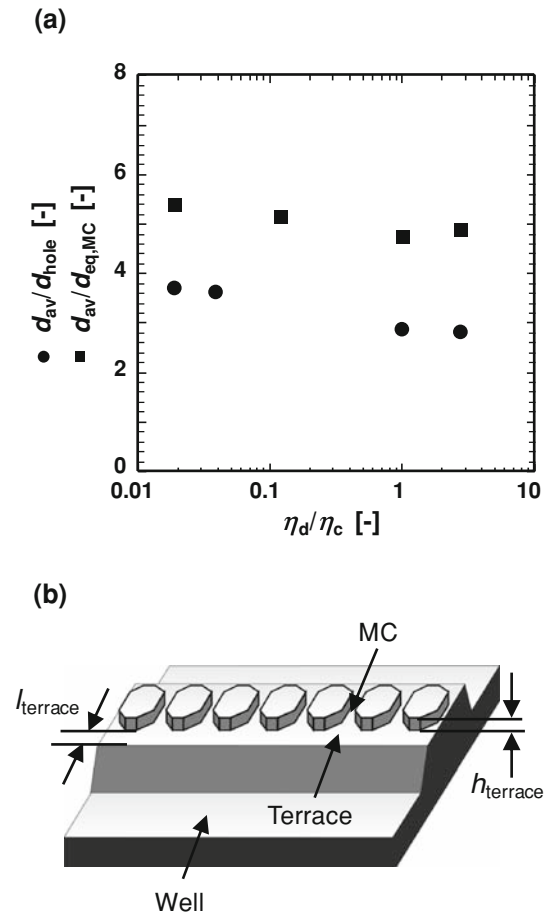 (a)
8
6
4
2
0
0.01 0.1 1 10
ηd/ηc [-]
● dav/dhole [-]
■ dav/deq,MC [-]
(b)
MC
lterrace
hterrace
Terrace
Well